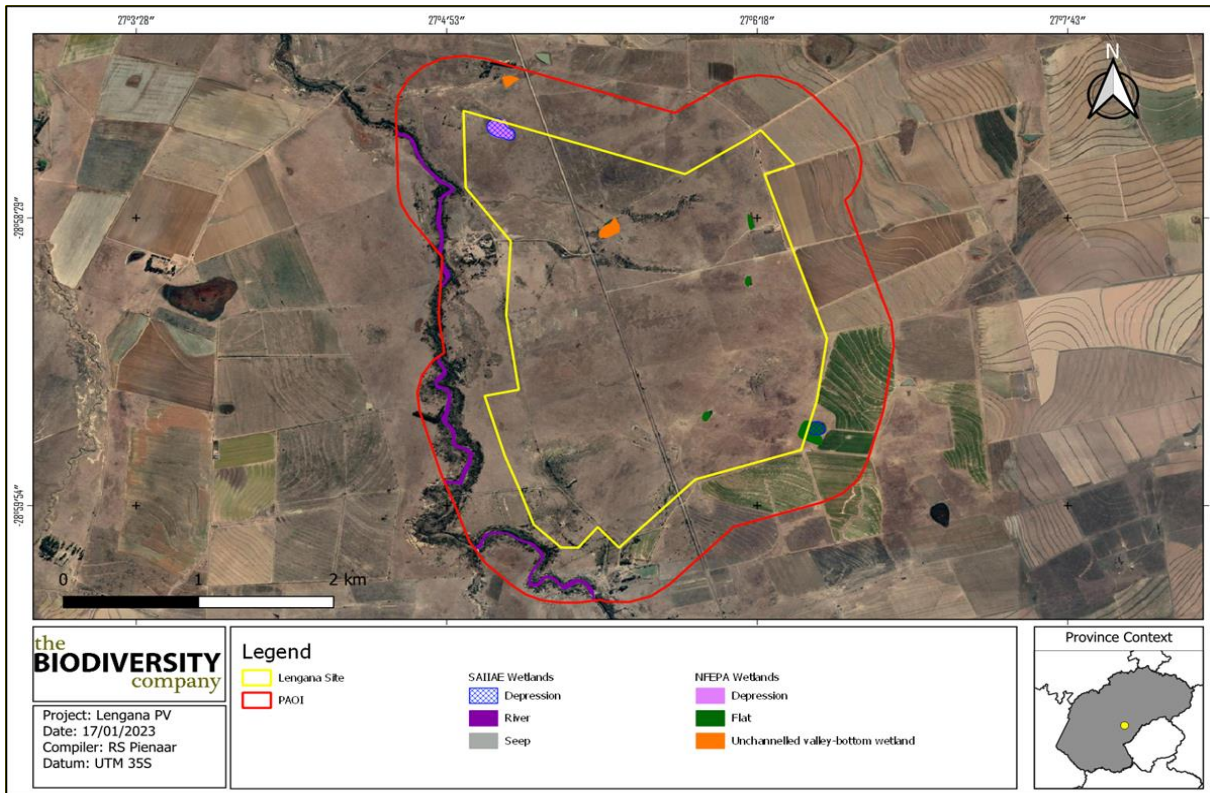 27°3'28"
27°4'53"
27°6'18"
27°7'43"
N
-28°58'29"
-28°59'54"
0
1
2 km
the
BIODIVERSITY
company
Project: Lengana PV
Date: 17/01/2023
Compiler: RS Pienaar
Datum: UTM 35S
Legend
Lengana Site
PAOI
SAIIAE Wetlands
Depression
River
Seep
NFEPA Wetlands
Depression
Flat
Unchannelled valley-bottom wetland
Province Context